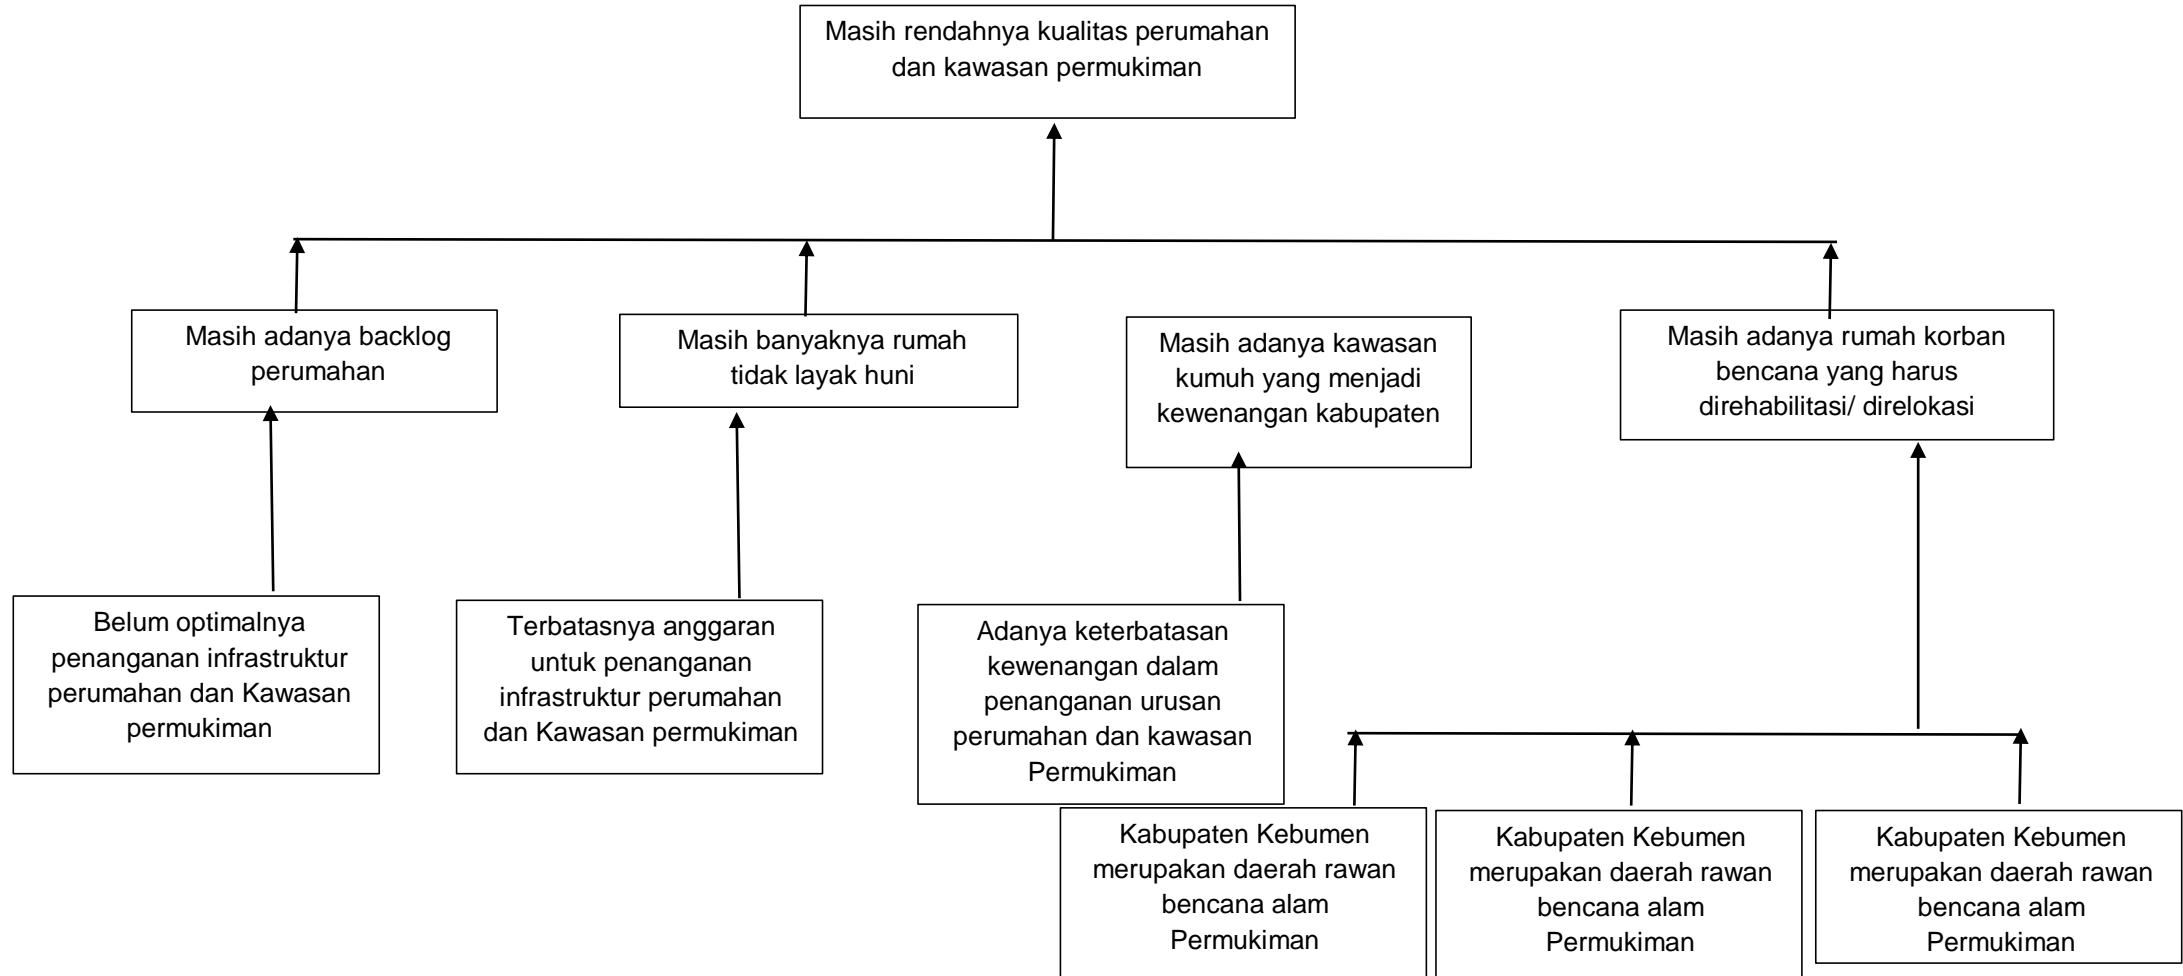 Masih rendahnya kualitas perumahan
dan kawasan permukiman
Masih adanya backlog
perumahan
Masih banyaknya rumah
tidak layak huni
Masih adanya kawasan
kumuh yang menjadi
kewenangan kabupaten
Masih adanya rumah korban
bencana yang harus
direhabilitasi/ direlokasi
Belum optimalnya
penanganan infrastruktur
perumahan dan Kawasan
permukiman
Terbatasnya anggaran
untuk penanganan
infrastruktur perumahan
dan Kawasan permukiman
Adanya keterbatasan
kewenangan dalam
penanganan urusan
perumahan dan kawasan
Permukiman
Kabupaten Kebumen
merupakan daerah rawan
bencana alam
Permukiman
Kabupaten Kebumen
merupakan daerah rawan
bencana alam
Permukiman
Kabupaten Kebumen
merupakan daerah rawan
bencana alam
Permukiman